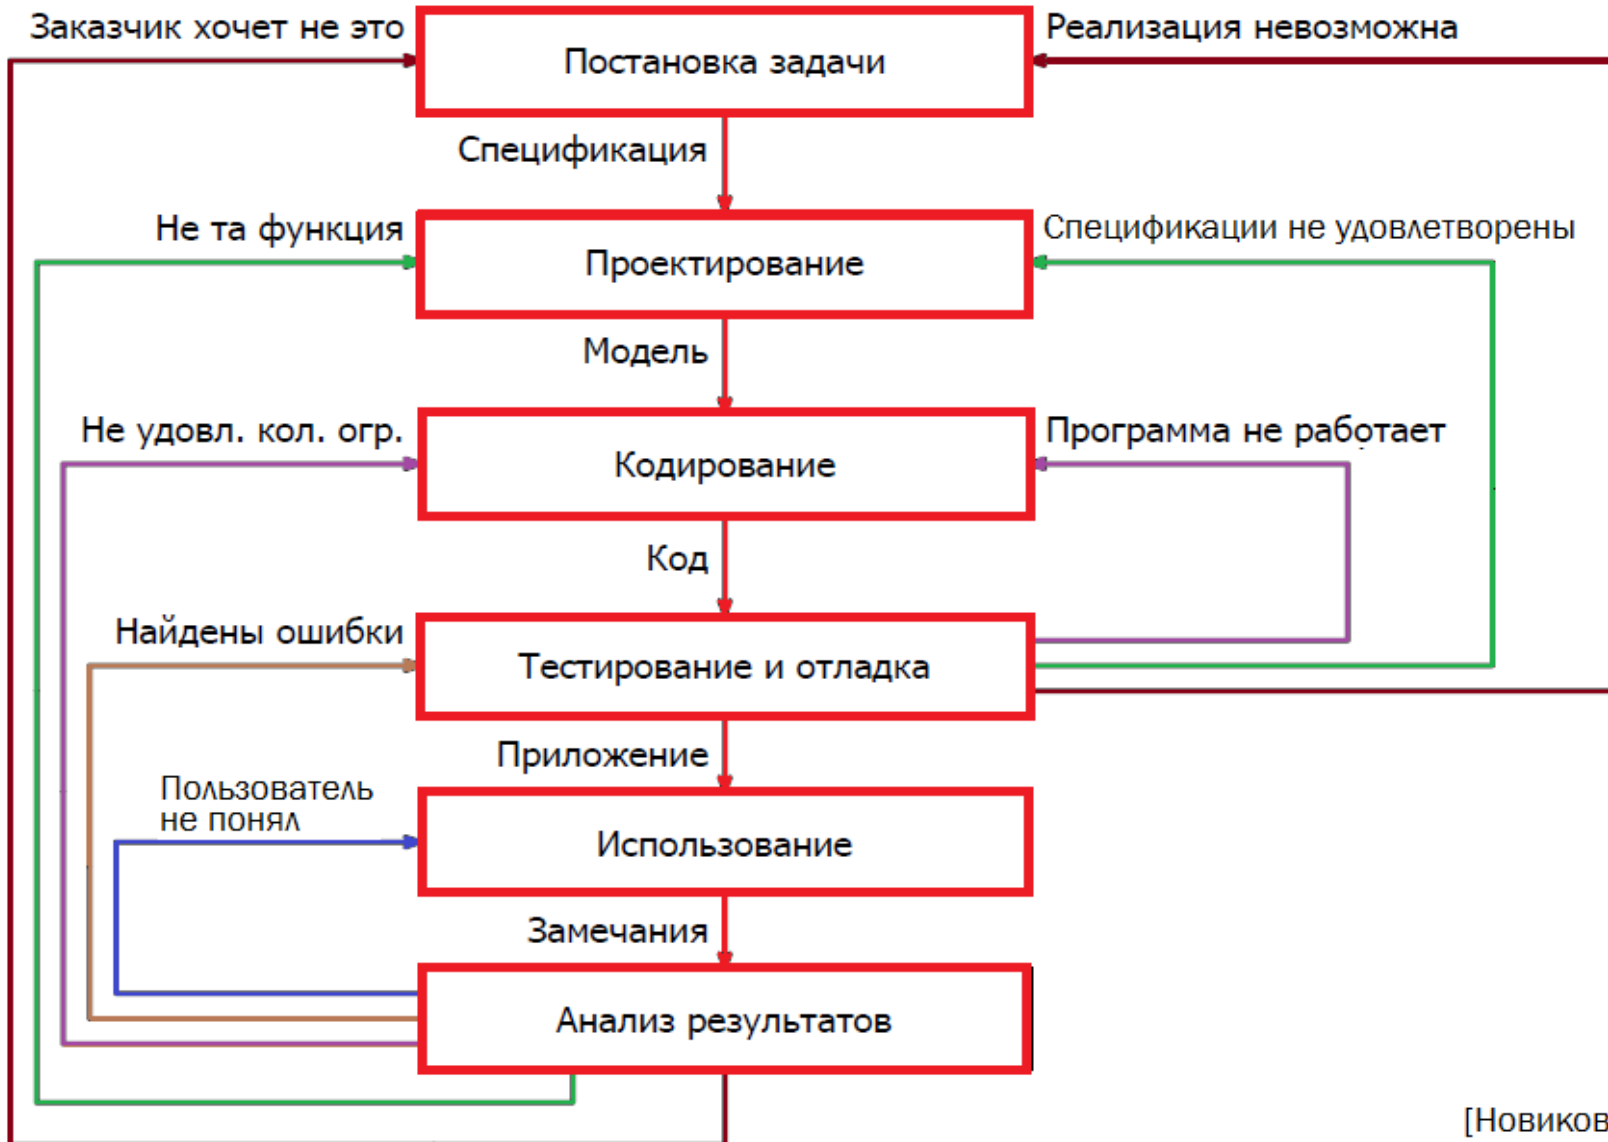 Заказчик хочет не это
Реализация невозможна
Постановка задачи
Спецификация
Не та функция
Спецификации не удовлетворены
Проектирование
Модель
Не удовл. кол. огр.
Программа не работает
Кодирование
Код
Найдены ошибки
Тестирование и отладка
Приложение
Пользователь
не понял
Использование
Замечания
Анализ результатов
[Новиков